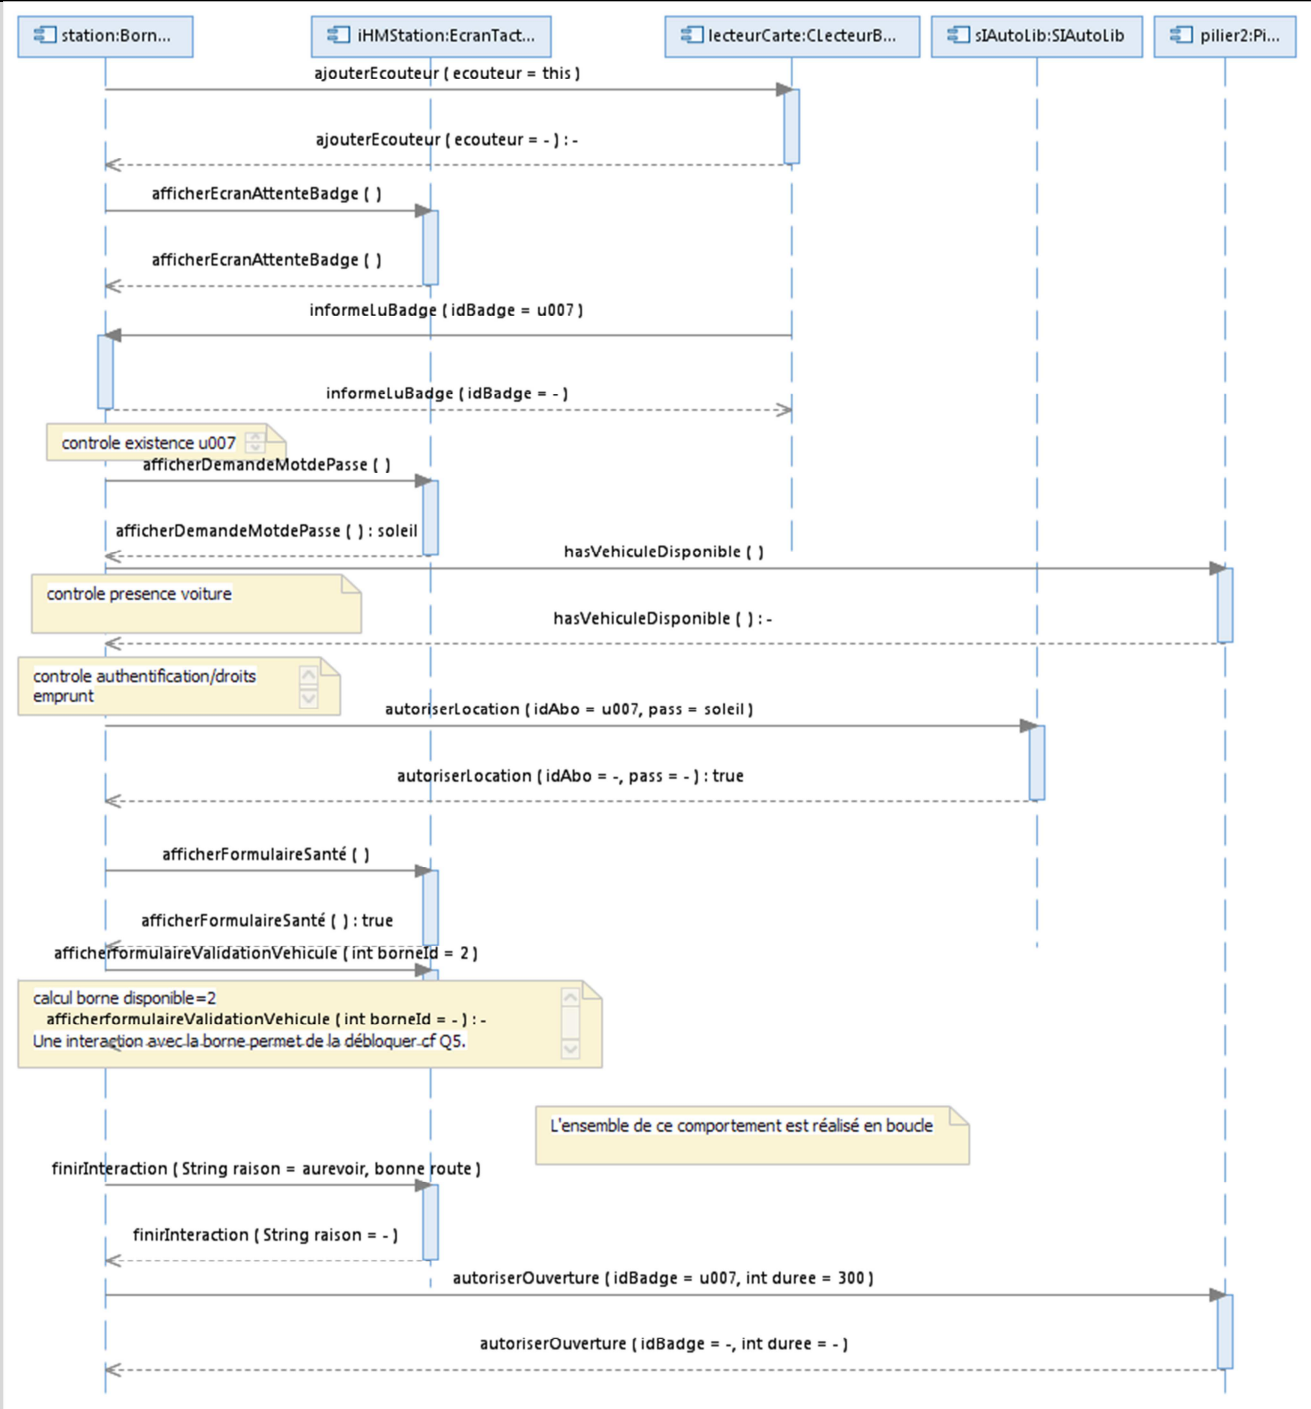 station:Born...
iHMStation:EcranTact...
lecteurCarte:CLecteurB...
sIAutoLib:SIAutoLib
pilier2:Pi...
ajouterEcouteur ( ecouteur = this )
ajouterEcouteur ( ecouteur = - ) : -
afficherEcranAttenteBadge ( )
afficherEcranAttenteBadge ( )
informeLuBadge ( idBadge = u007 )
informeLuBadge ( idBadge = - )
controle existence u007
afficherDemandeMotdePasse ( )
afficherDemandeMotdePasse ( ) : soleil
hasVehiculeDisponible ( )
controle presence voiture
hasVehiculeDisponible ( ) : -
controle authentification/droits
emprunt
autoriserLocation ( idAbo = u007, pass = soleil )
autoriserLocation ( idAbo = -, pass = - ) : true
afficherFormulaireSanté ( )
afficherFormulaireSanté ( ) : true
afficherformulaireValidationVehicule ( int borneId = 2 )
calcul borne disponible=2
afficherformulaireValidationVehicule ( int borneId = - ) : -
Une interaction avec la borne permet de la débloquer cf Q5.
L'ensemble de ce comportement est réalisé en boucle
finirInteraction ( String raison = aurevoir, bonne route )
finirInteraction ( String raison = - )
autoriserOuverture ( idBadge = u007, int duree = 300 )
autoriserOuverture ( idBadge = -, int duree = - )